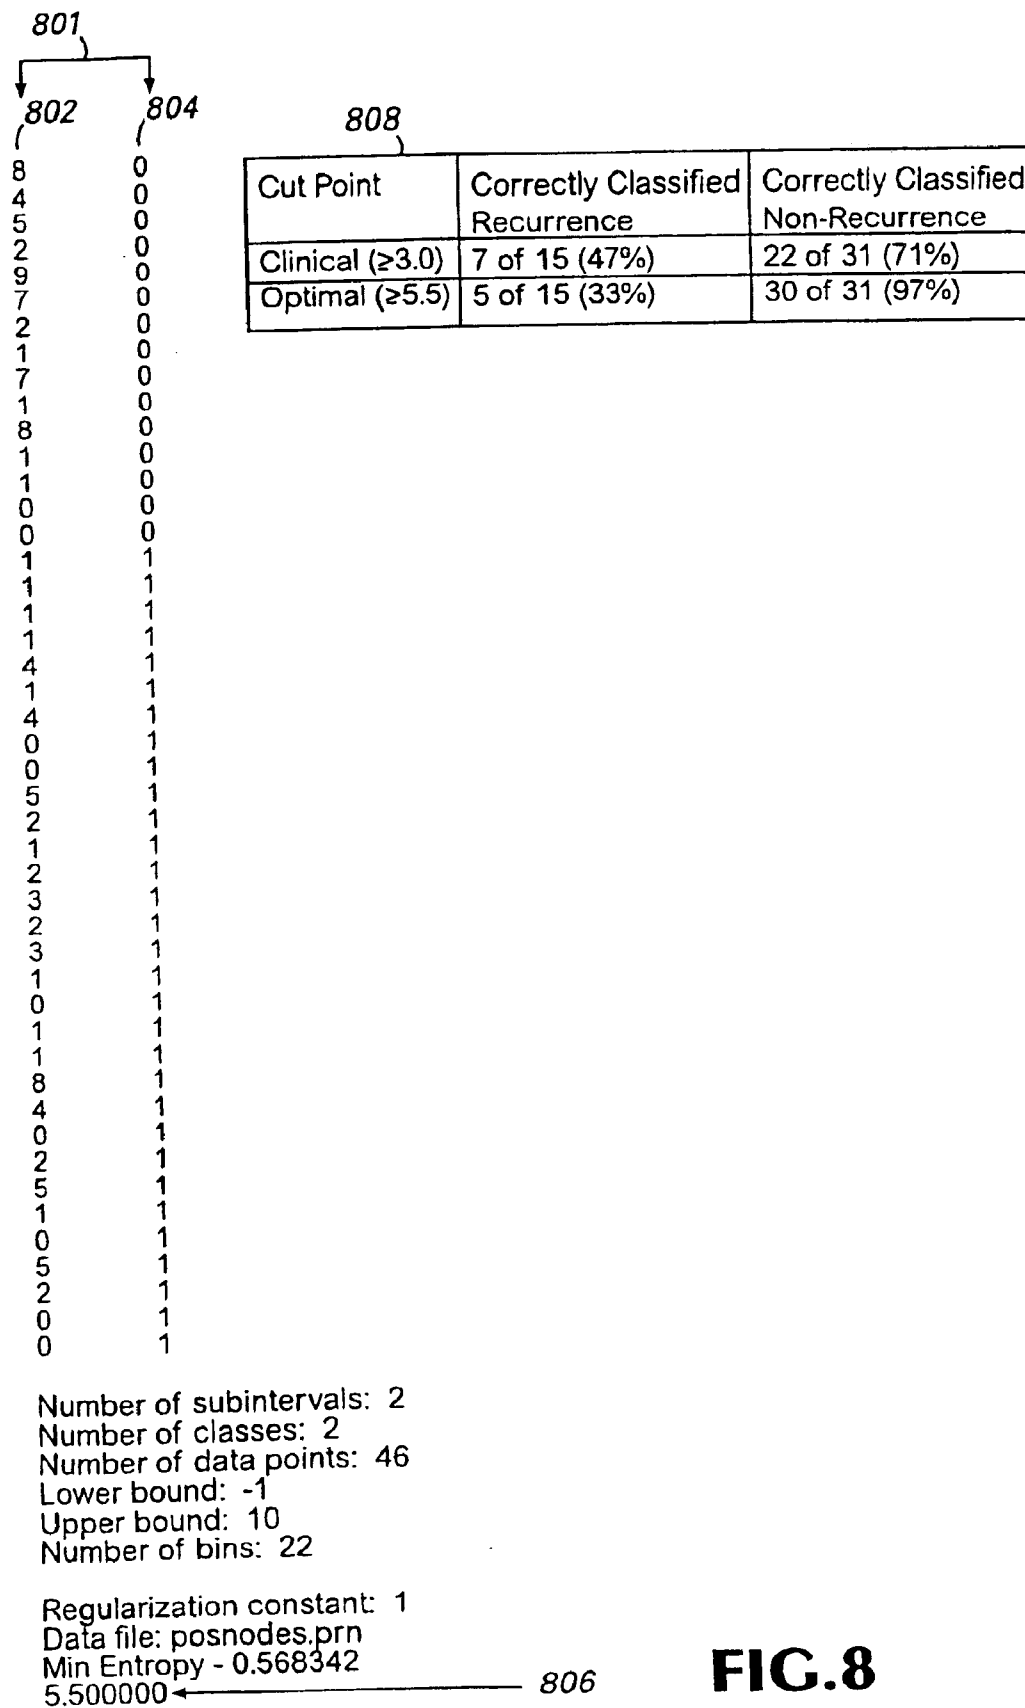 801
802 804
808
8 0
4 0
5 0
2 0
9 0
7 0
2 0
1 0
7 0
1 0
8 0
1 0
1 0
0 0
0 0
1 1
1 1
1 1
1 1
4 1
1 1
4 1
0 1
0 1
5 1
2 1
1 1
2 1
3 1
2 1
3 1
1 1
0 1
1 1
1 1
8 1
4 1
0 1
2 1
5 1
1 1
0 1
5 1
2 1
0 1
0 1
Cut Point
Correctly Classified
Recurrence
Correctly Classified
Non-Recurrence
Clinical (≥3.0) 7 of 15 (47%) 22 of 31 (71%)
Optimal (≥5.5) 5 of 15 (33%) 30 of 31 (97%)
Number of subintervals: 2
Number of classes: 2
Number of data points: 46
Lower bound: -1
Upper bound: 10
Number of bins: 22
Regularization constant: 1
Data file: posnodes.prn
Min Entropy - 0.568342
5.500000 806
FIG.8